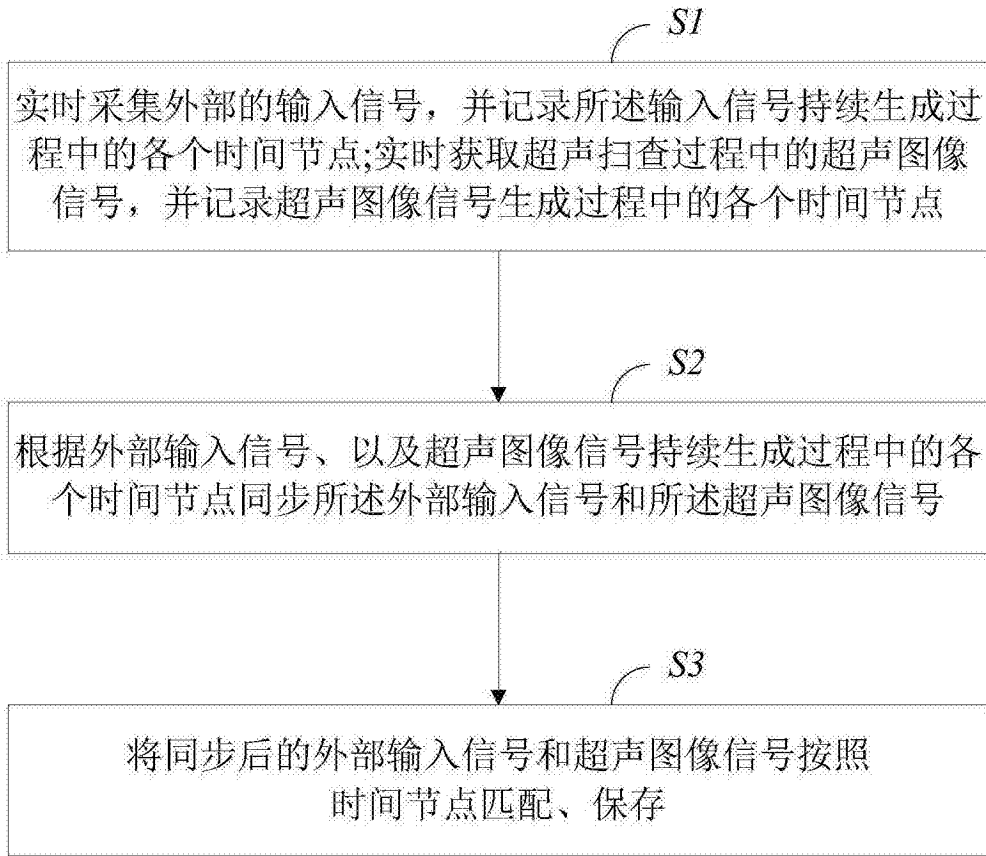 S1
实时采集外部的输入信号，并记录所述输入信号持续生成过
程中的各个时间节点;实时获取超声扫查过程中的超声图像
信号，并记录超声图像信号生成过程中的各个时间节点
S2
根据外部输入信号、以及超声图像信号持续生成过程中的各
个时间节点同步所述外部输入信号和所述超声图像信号
S3
将同步后的外部输入信号和超声图像信号按照
时间节点匹配、保存